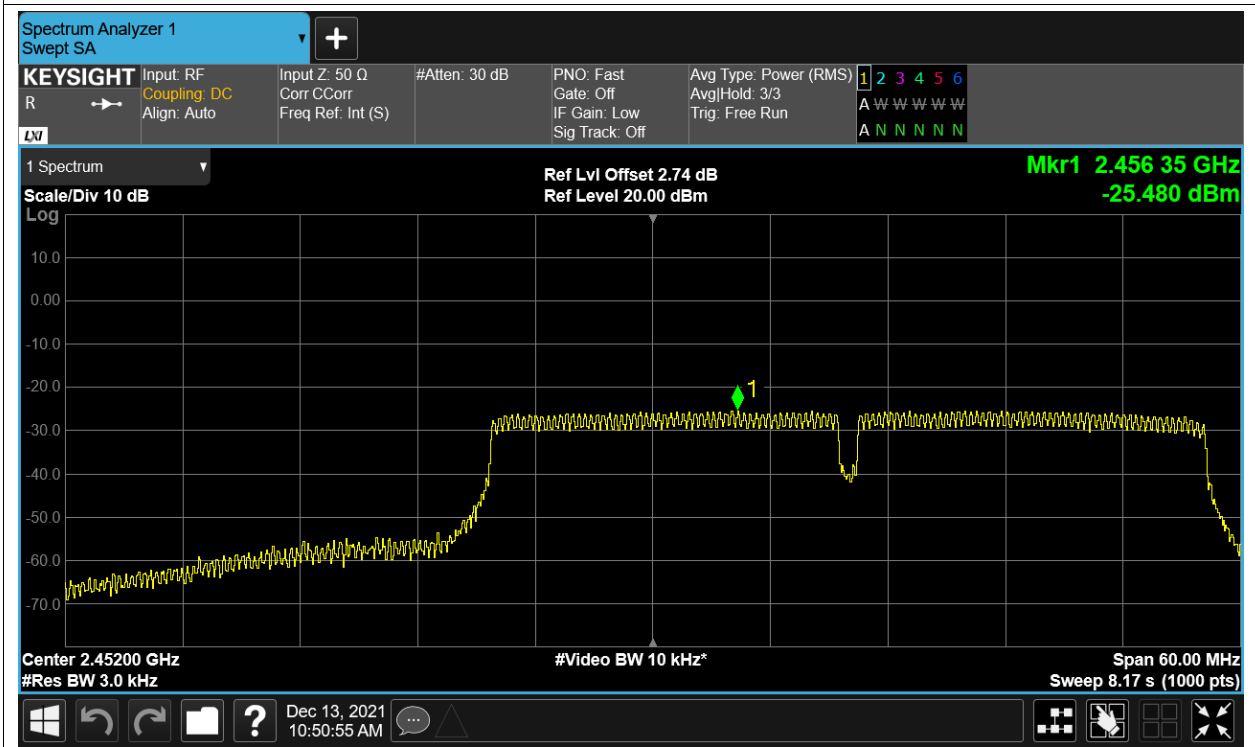 Spectrum Analyzer 1
Swept SA
KEYSIGHT
R
LXI
Input: RF
Coupling: DC
Align: Auto
Input Z: 50 Ω
Corr CCorr
Freq Ref: Int (S)
#Atten: 30 dB
PNO: Fast
Gate: Off
IF Gain: Low
Sig Track: Off
Avg Type: Power (RMS)
Avg|Hold: 3/3
Trig: Free Run
1 2 3 4 5 6
A W W W W W
A N N N N N
1 Spectrum
Scale/Div 10 dB
Log
Ref Lvl Offset 2.74 dB
Ref Level 20.00 dBm
Mkr1 2.456 35 GHz
-25.480 dBm
10.0
0.00
-10.0
-20.0
-30.0
-40.0
-50.0
-60.0
-70.0
1
Center 2.45200 GHz
#Res BW 3.0 kHz
#Video BW 10 kHz*
Span 60.00 MHz
Sweep 8.17 s (1000 pts)
?
Dec 13, 2021
10:50:55 AM